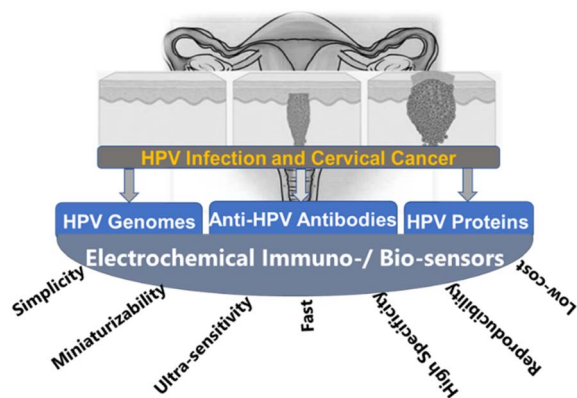 HPV Infection and Cervical Cancer
HPV Genomes
Anti-HPV Antibodies
HPV Proteins
Electrochemical Immuno-/ Bio-sensors
Simplicity
Miniaturizability
Ultra-sensitivity
Fast
High Specificity
Reproducibility
Low-cost